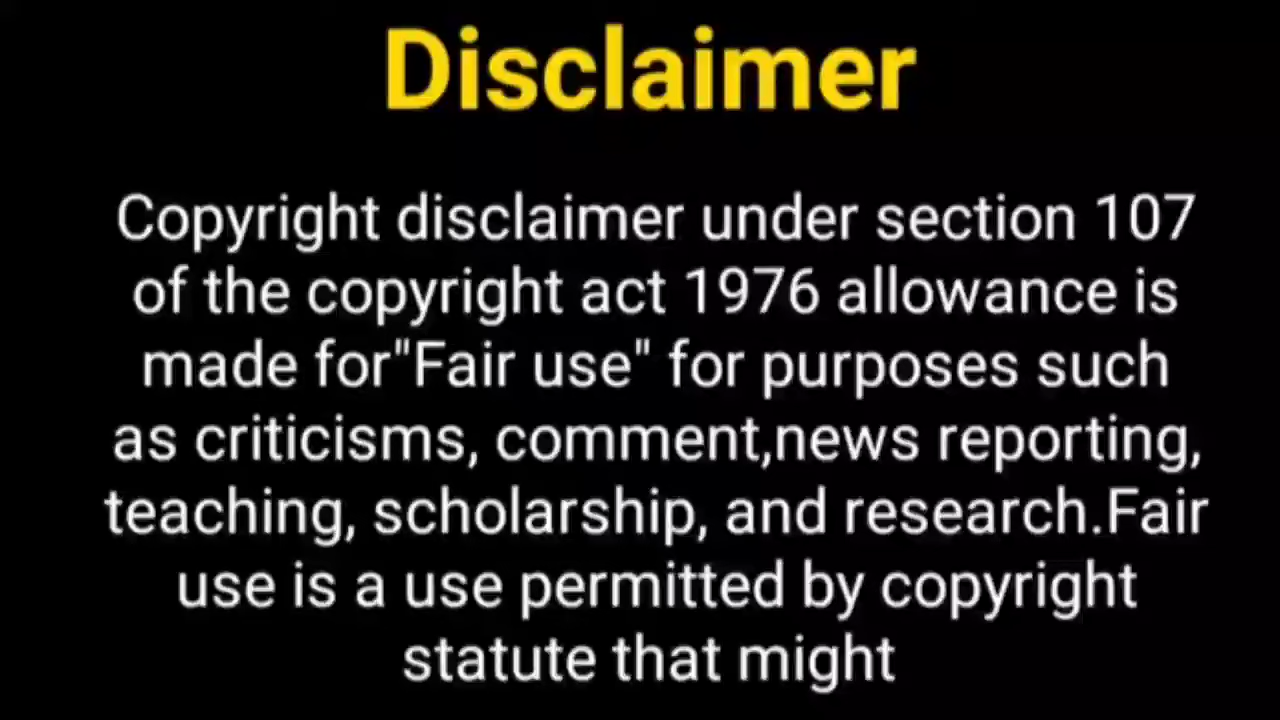 Disclaimer
Copyright disclaimer under section 107
of the copyright act 1976 allowance is
made for"Fair use" for purposes such
as criticisms, comment,news reporting,
teaching, scholarship, and research.Fair
use is a use permitted by copyright
statute that might